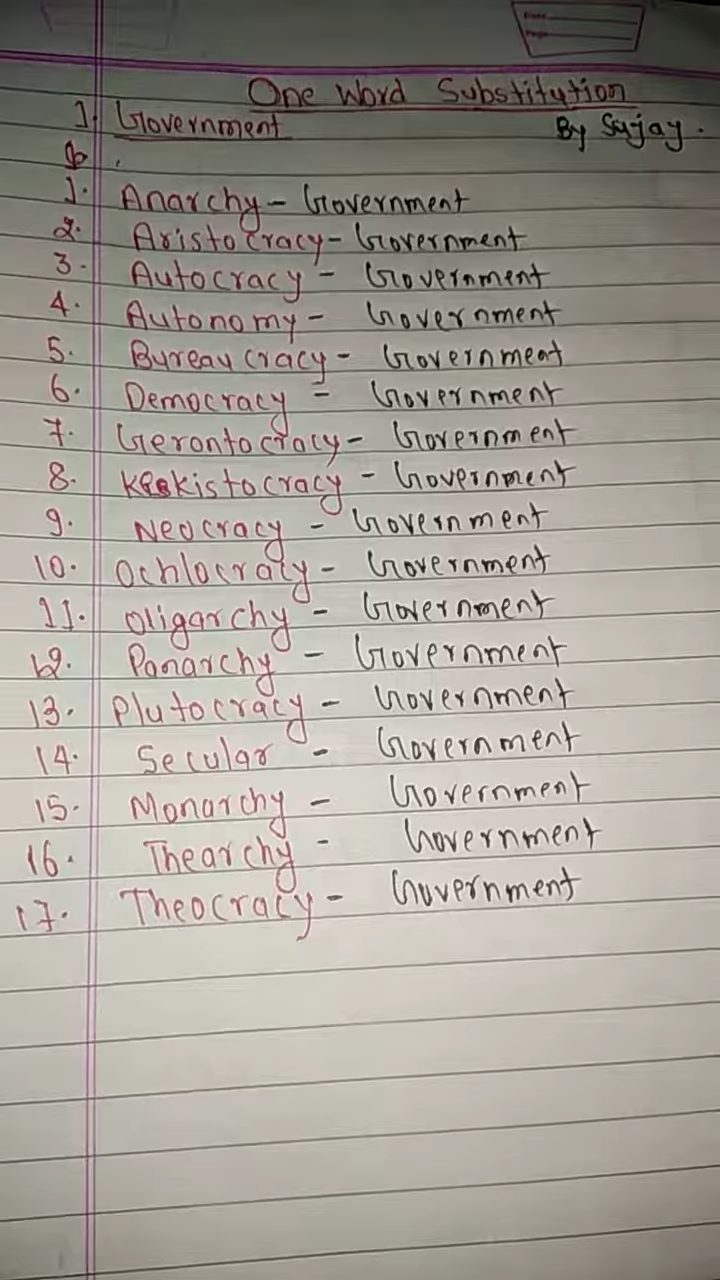 One Word Substitution
1. Government By Sujay.
1. Anarchy - Government
2. Aristocracy - Government
3. Autocracy - Government
4. Autonomy - Government
5. Bureaucracy - Government
6. Democracy - Government
7. Gerontocracy - Government
8. Kakistocracy - Government
9. Neocracy - Government
10. Ochlocracy - Government
11. Oligarchy - Government
12. Panarchy - Government
13. Plutocracy - Government
14. Secular - Government
15. Monarchy - Government
16. Thearchy - Government
17. Theocracy - Government